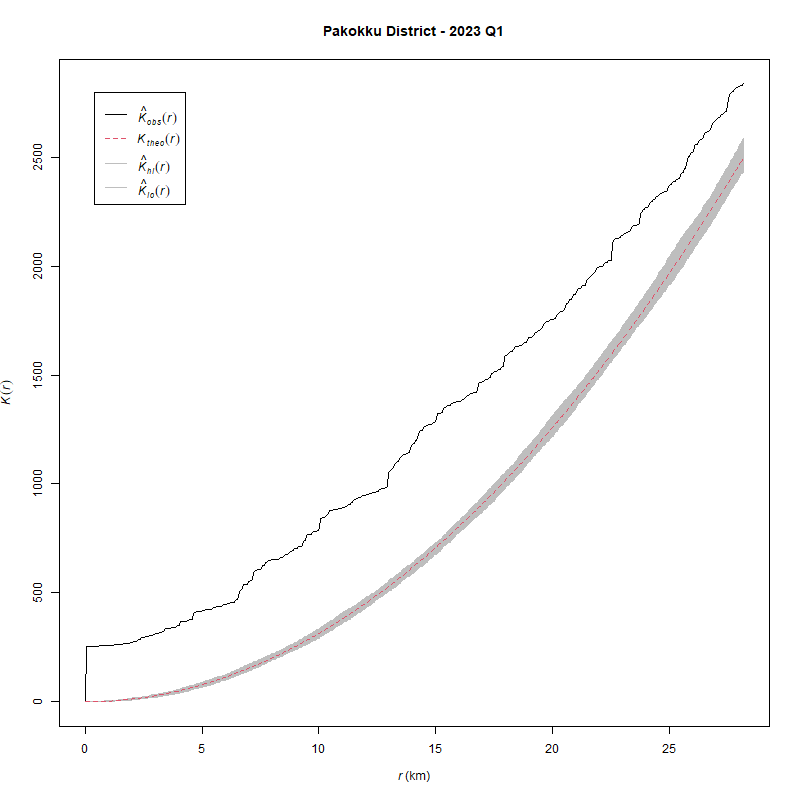 Pakokku District - 2023 Q1
K̂obs(r)
Ktheo(r)
K̂hi(r)
K̂lo(r)
K(r)
2500
2000
1500
1000
500
0
0 5 10 15 20 25
r (km)